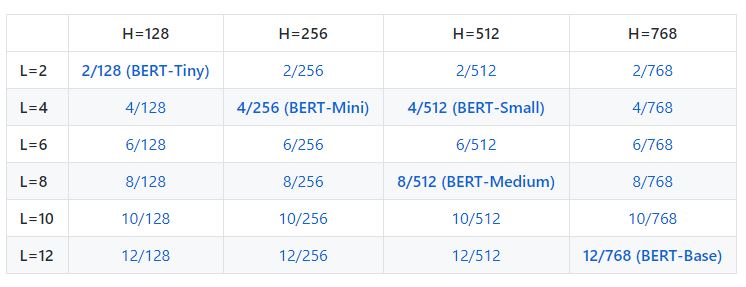 H=128 H=256 H=512 H=768
L=2 2/128 (BERT-Tiny) 2/256 2/512 2/768
L=4 4/128 4/256 (BERT-Mini) 4/512 (BERT-Small) 4/768
L=6 6/128 6/256 6/512 6/768
L=8 8/128 8/256 8/512 (BERT-Medium) 8/768
L=10 10/128 10/256 10/512 10/768
L=12 12/128 12/256 12/512 12/768 (BERT-Base)